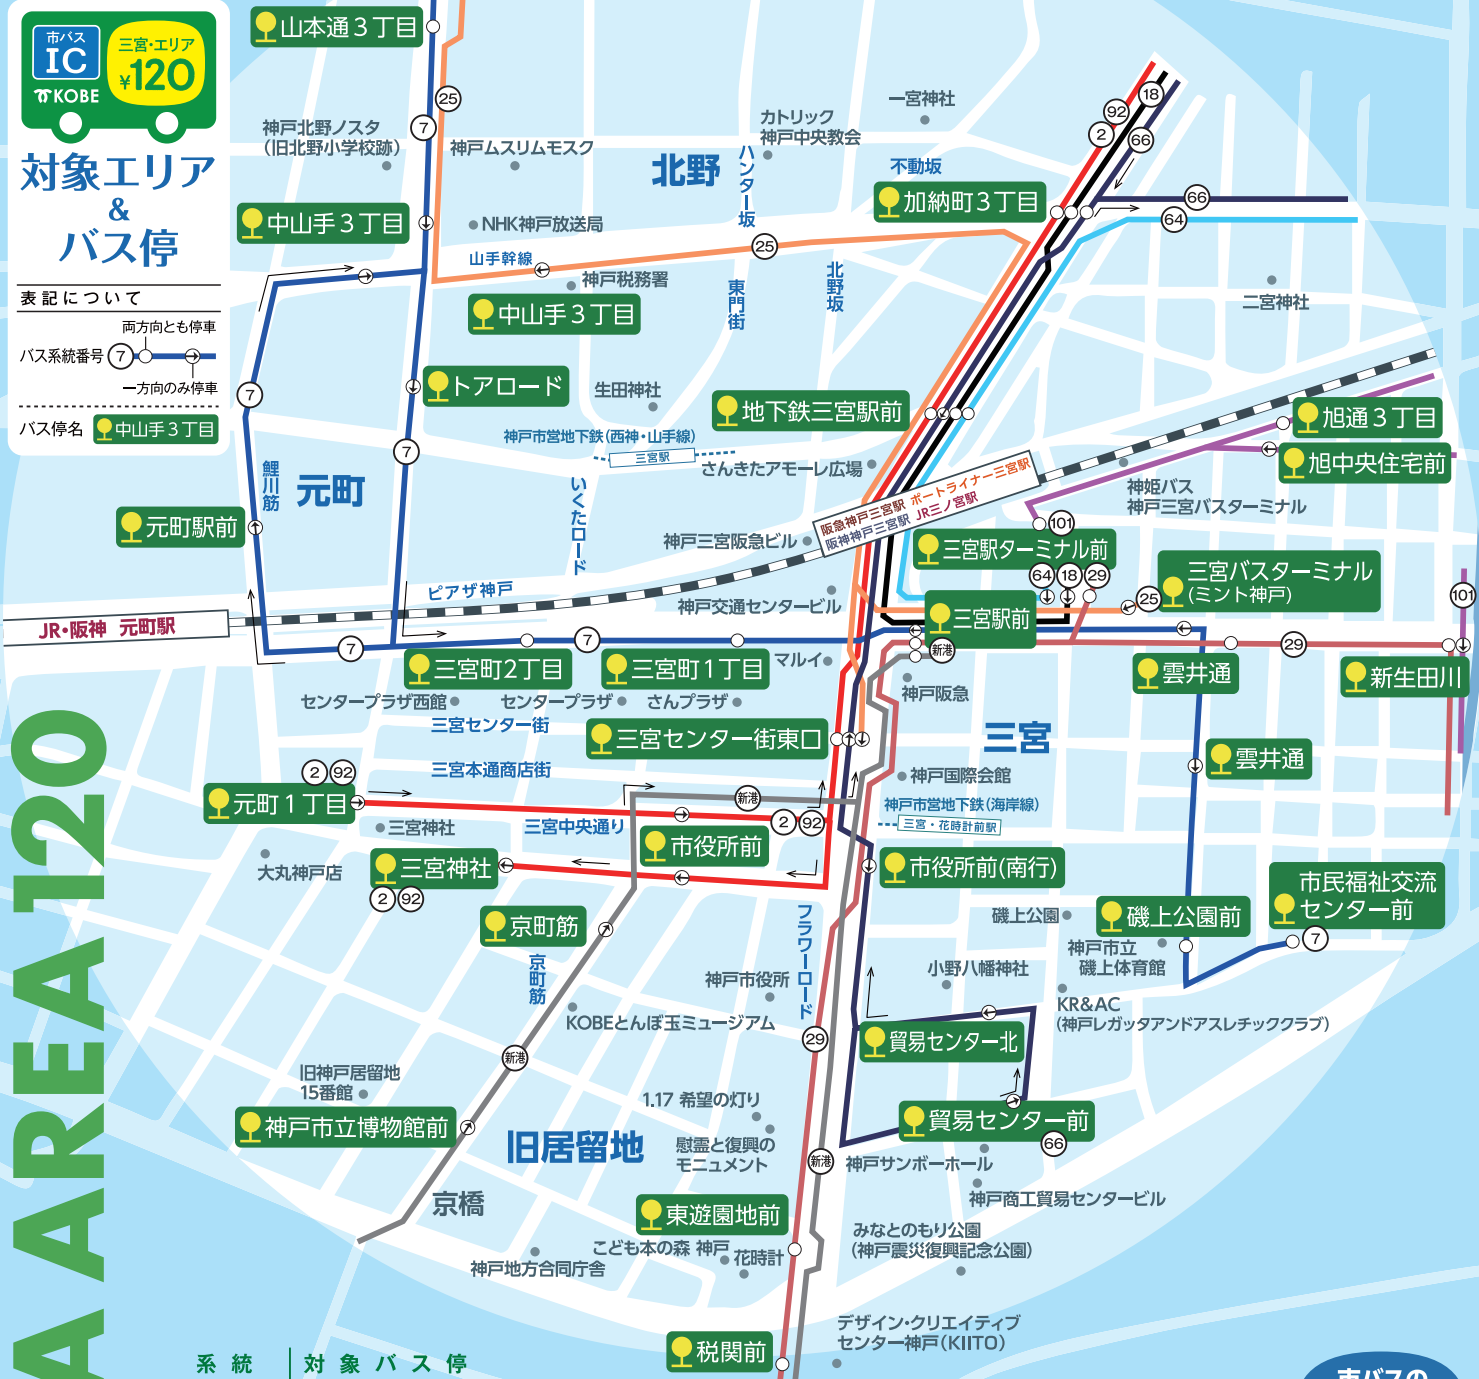 市バス
IC
三宮・エリア
¥120
KOBE
対象エリア
&
バス停
表記について
両方向とも停車
バス系統番号 7
一方向のみ停車
バス停名 中山手3丁目
山本通3丁目
25
7
神戸北野ノスタ
(旧北野小学校跡)
神戸ムスリムモスク
北野
ハンター坂
カトリック
神戸中央教会
一宮神社
不動坂
加納町3丁目
92
18
2
66
66
64
中山手3丁目
NHK神戸放送局
山手幹線
25
神戸税務署
中山手3丁目
東門街
北野坂
二宮神社
トアロード
生田神社
地下鉄三宮駅前
7
7
神戸市営地下鉄(西神・山手線)
三宮駅
さんきたアモーレ広場
旭通3丁目
旭中央住宅前
鯉川筋
元町
いくたロード
阪急神戸三宮駅 ポートライナー三宮駅
阪神神戸三宮駅 JR三ノ宮駅
神姫バス
神戸三宮バスターミナル
元町駅前
神戸三宮阪急ビル
101
三宮駅ターミナル前
64
18
29
三宮バスターミナル
(ミント神戸)
25
101
ピアザ神戸
神戸交通センタービル
三宮駅前
新港
JR・阪神 元町駅
7
7
29
三宮町2丁目
三宮町1丁目
マルイ
雲井通
新生田川
センタープラザ西館
センタープラザ
さんプラザ
神戸阪急
三宮センター街
三宮センター街東口
三宮
雲井通
三宮本通商店街
神戸国際会館
2
92
元町1丁目
新港
神戸市営地下鉄(海岸線)
三宮・花時計前駅
三宮神社
三宮中央通り
2
92
市役所前
大丸神戸店
三宮神社
2
92
市役所前(南行)
市民福祉交流
センター前
7
京町筋
京町筋
フラワーロード
磯上公園
磯上公園前
神戸市立
磯上体育館
神戸市役所
小野八幡神社
KOBEとんぼ玉ミュージアム
KR&AC
(神戸レガッタアンドアスレチッククラブ)
29
貿易センター北
新港
旧神戸居留地
15番館
1.17 希望の灯り
貿易センター前
66
神戸市立博物館前
旧居留地
慰霊と復興の
モニュメント
新港
神戸サンボーホール
神戸商工貿易センタービル
京橋
東遊園地前
みなとのもり公園
(神戸震災復興記念公園)
こども本の森 神戸
花時計
神戸地方合同庁舎
デザイン・クリエイティブ
センター神戸(KIITO)
税関前
系統
対象バス停
A AREA 120
市バスの